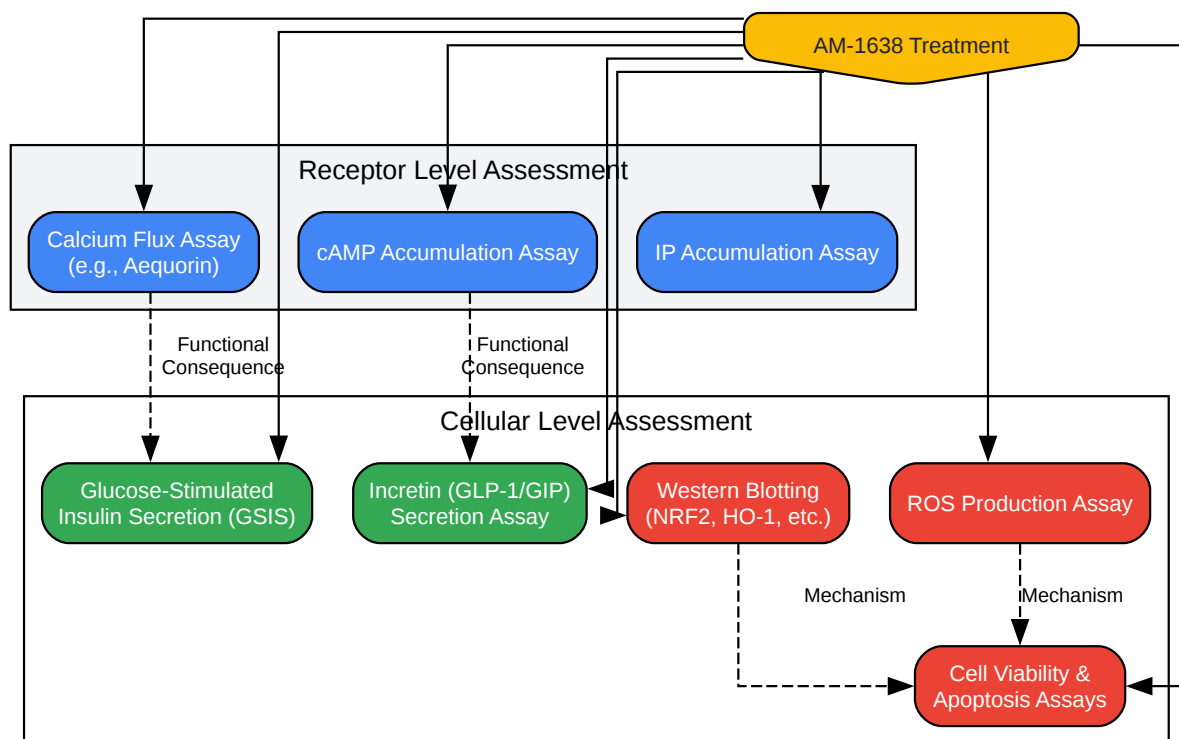 AM-1638 Treatment
Receptor Level Assessment
Calcium Flux Assay
(e.g., Aequorin)
cAMP Accumulation Assay
IP Accumulation Assay
Functional
Consequence
Functional
Consequence
Cellular Level Assessment
Glucose-Stimulated
Insulin Secretion (GSIS)
Incretin (GLP-1/GIP)
Secretion Assay
Western Blotting
(NRF2, HO-1, etc.)
ROS Production Assay
Mechanism
Mechanism
Cell Viability &
Apoptosis Assays